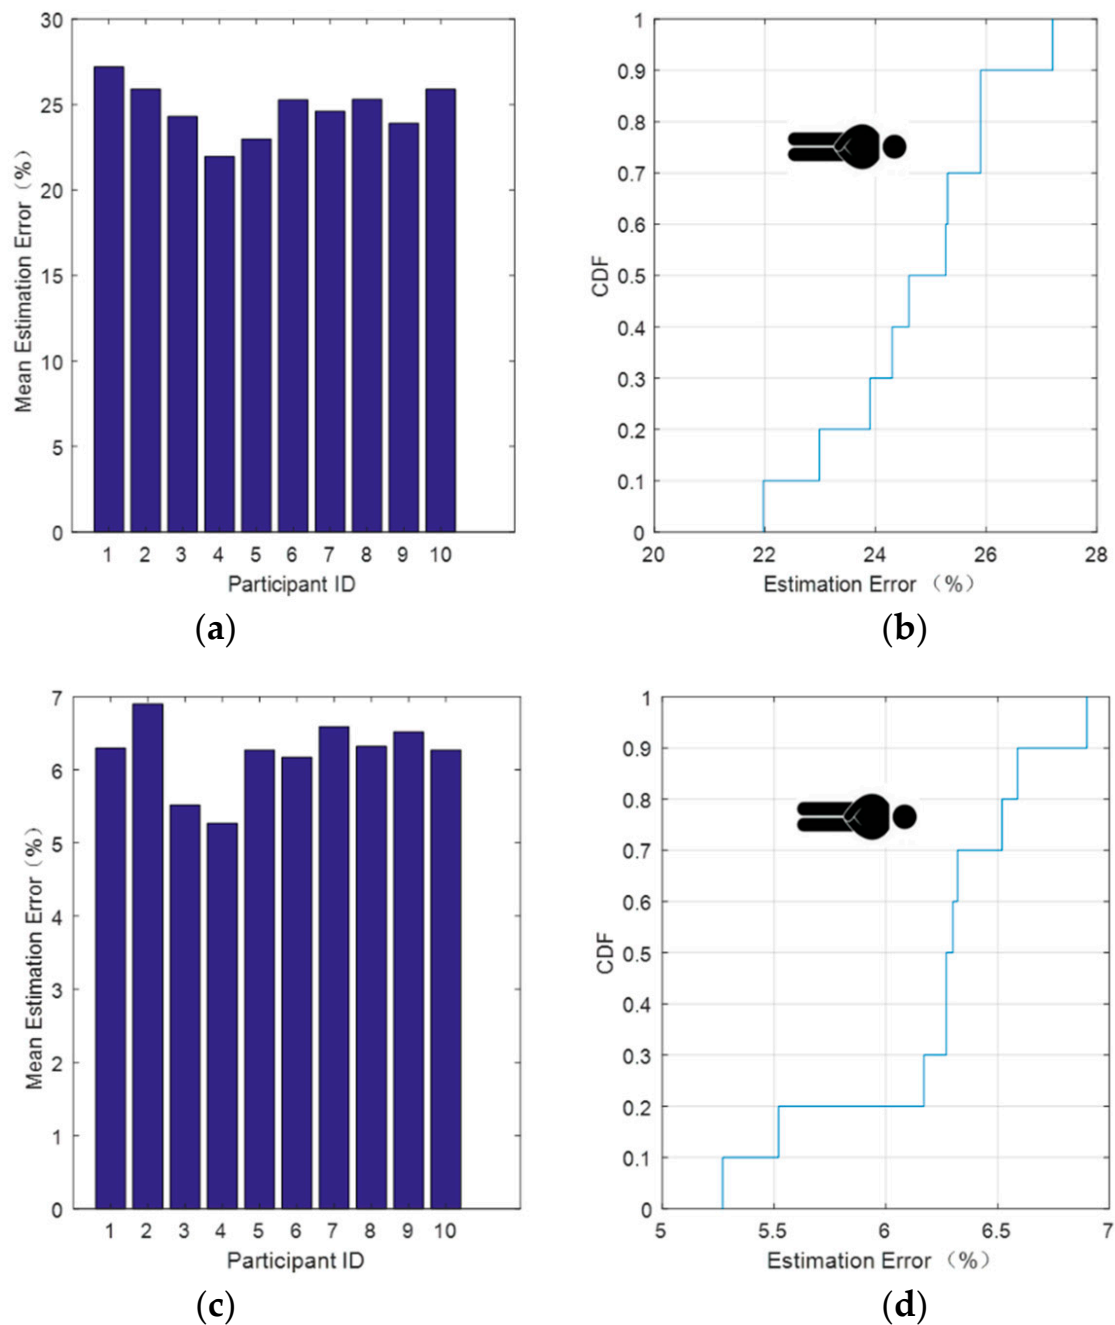 30
25
20
15
10
5
0
Mean Estimation Error（%）
1 2 3 4 5 6 7 8 9 10
Participant ID
(a)
1
0.9
0.8
0.7
0.6
0.5
0.4
0.3
0.2
0.1
0
CDF
20 22 24 26 28
Estimation Error （%）
(b)
7
6
5
4
3
2
1
0
Mean Estimation Error（%）
1 2 3 4 5 6 7 8 9 10
Participant ID
(c)
1
0.9
0.8
0.7
0.6
0.5
0.4
0.3
0.2
0.1
0
CDF
5 5.5 6 6.5 7
Estimation Error （%）
(d)